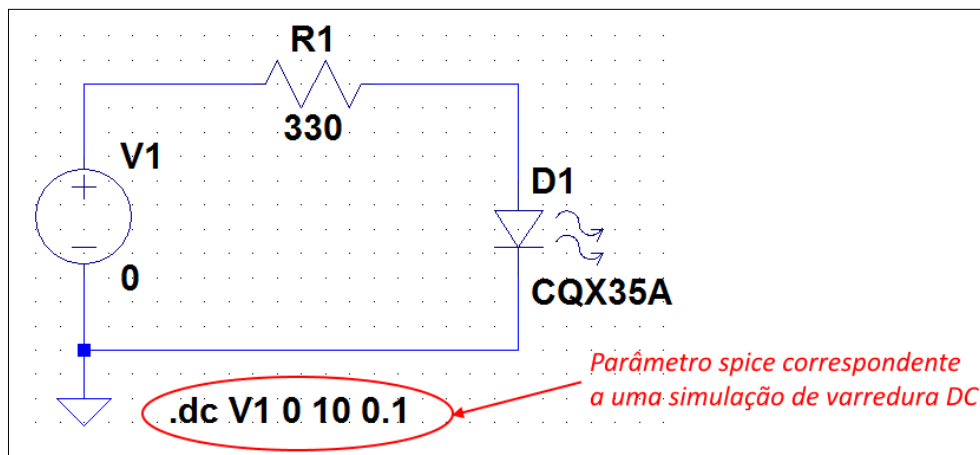 R1
330
V1
0
D1
CQX35A
.dc V1 0 10 0.1
Parâmetro spice correspondente
a uma simulação de varredura DC